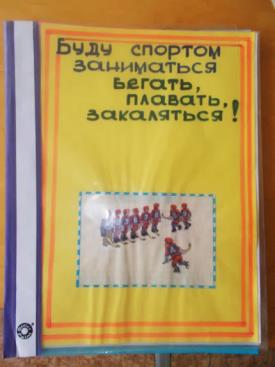 Буду спортом
заниматься
бегать,
плавать,
закаляться!